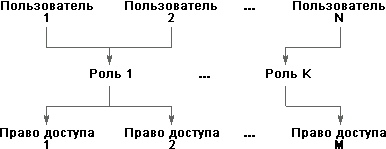 Пользователь Пользователь ... Пользователь
1 2 N
Роль 1 ... Роль K
Право доступа Право доступа ... Право доступа
1 2 M